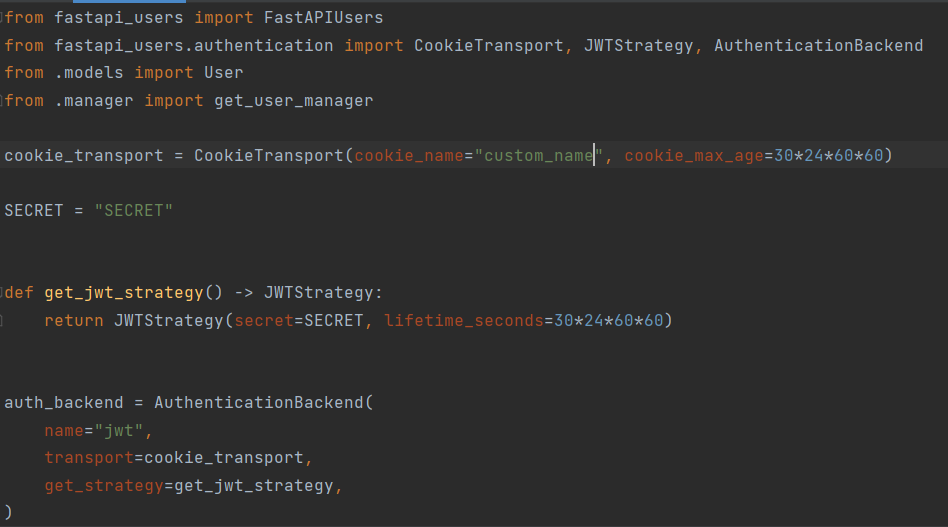 from fastapi_users import FastAPIUsers
from fastapi_users.authentication import CookieTransport, JWTStrategy, AuthenticationBackend
from .models import User
from .manager import get_user_manager
cookie_transport = CookieTransport(cookie_name="custom_name", cookie_max_age=30*24*60*60)
SECRET = "SECRET"
def get_jwt_strategy() -> JWTStrategy:
    return JWTStrategy(secret=SECRET, lifetime_seconds=30*24*60*60)
auth_backend = AuthenticationBackend(
    name="jwt",
    transport=cookie_transport,
    get_strategy=get_jwt_strategy,
)